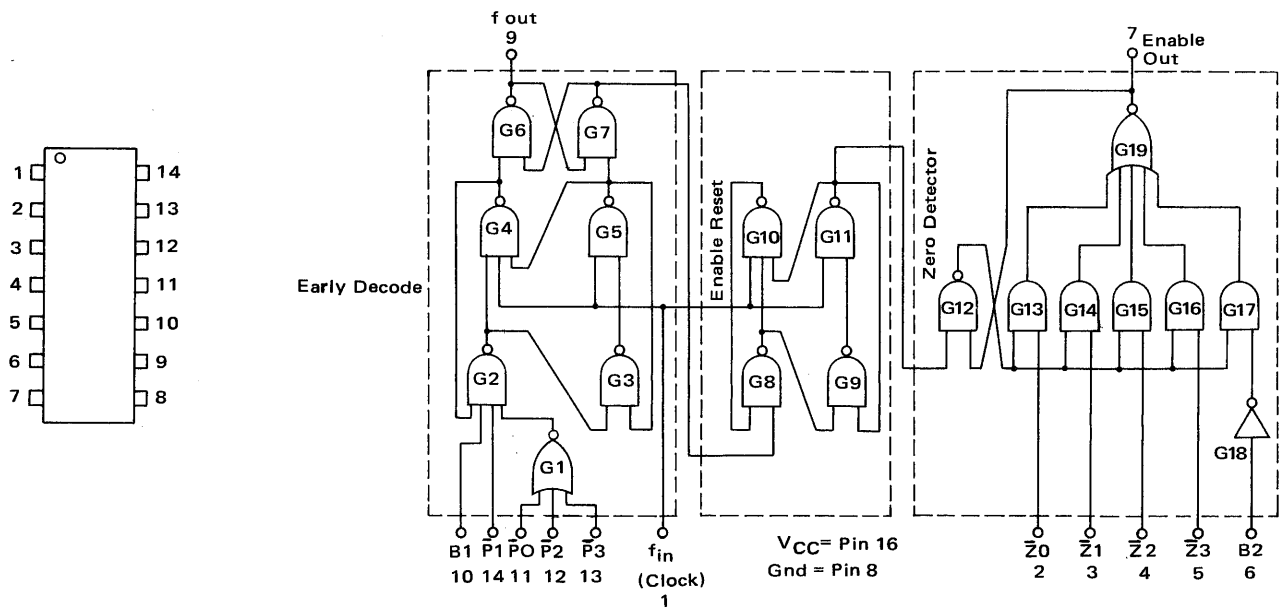 f out
9
7 Enable
Out
1 14
2 13
3 12
4 11
5 10
6 9
7 8
Early Decode
G6
G7
G4
G5
G2
G3
G1
Enable Reset
G10
G11
G8
G9
Zero Detector
G19
G12
G13
G14
G15
G16
G17
G18
B1
10
P̅1
14
P̅O
11
P̅2
12
P̅3
13
fin
(Clock)
1
VCC= Pin 16
Gnd = Pin 8
Z̅0
2
Z̅1
3
Z̅2
4
Z̅3
5
B2
6